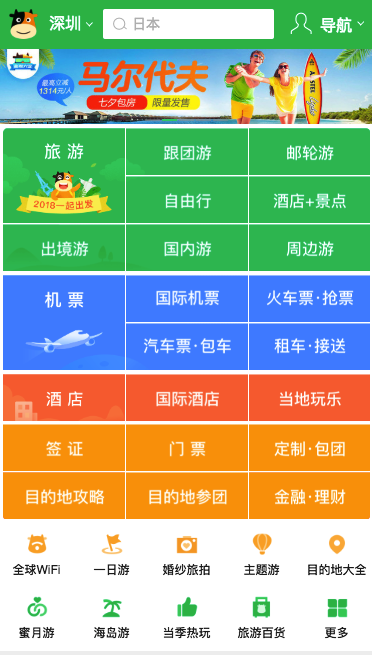 深圳
日本
导航
最高立减
1314元/人
马尔代夫
七夕包房
限量发售
旅 游
跟团游
邮轮游
2018一起出发
自由行
酒店+景点
出境游
国内游
周边游
机 票
国际机票
火车票·抢票
汽车票·包车
租车·接送
酒 店
国际酒店
当地玩乐
签 证
门 票
定制·包团
目的地攻略
目的地参团
金融·理财
全球WiFi
一日游
婚纱旅拍
主题游
目的地大全
蜜月游
海岛游
当季热玩
旅游百货
更多